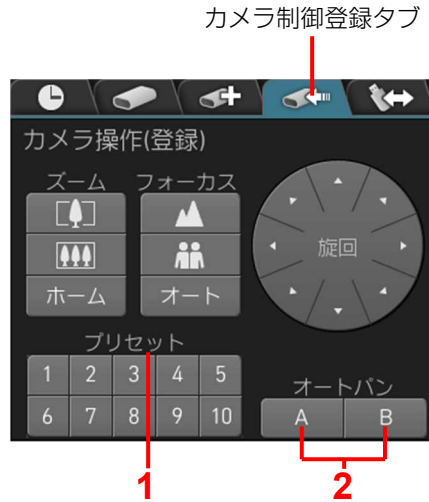 カメラ制御登録タブ
カメラ操作(登録)
ズーム フォーカス
旋回
ホーム オート
プリセット
1 2 3 4 5
オートパン
6 7 8 9 10 A B
1 2